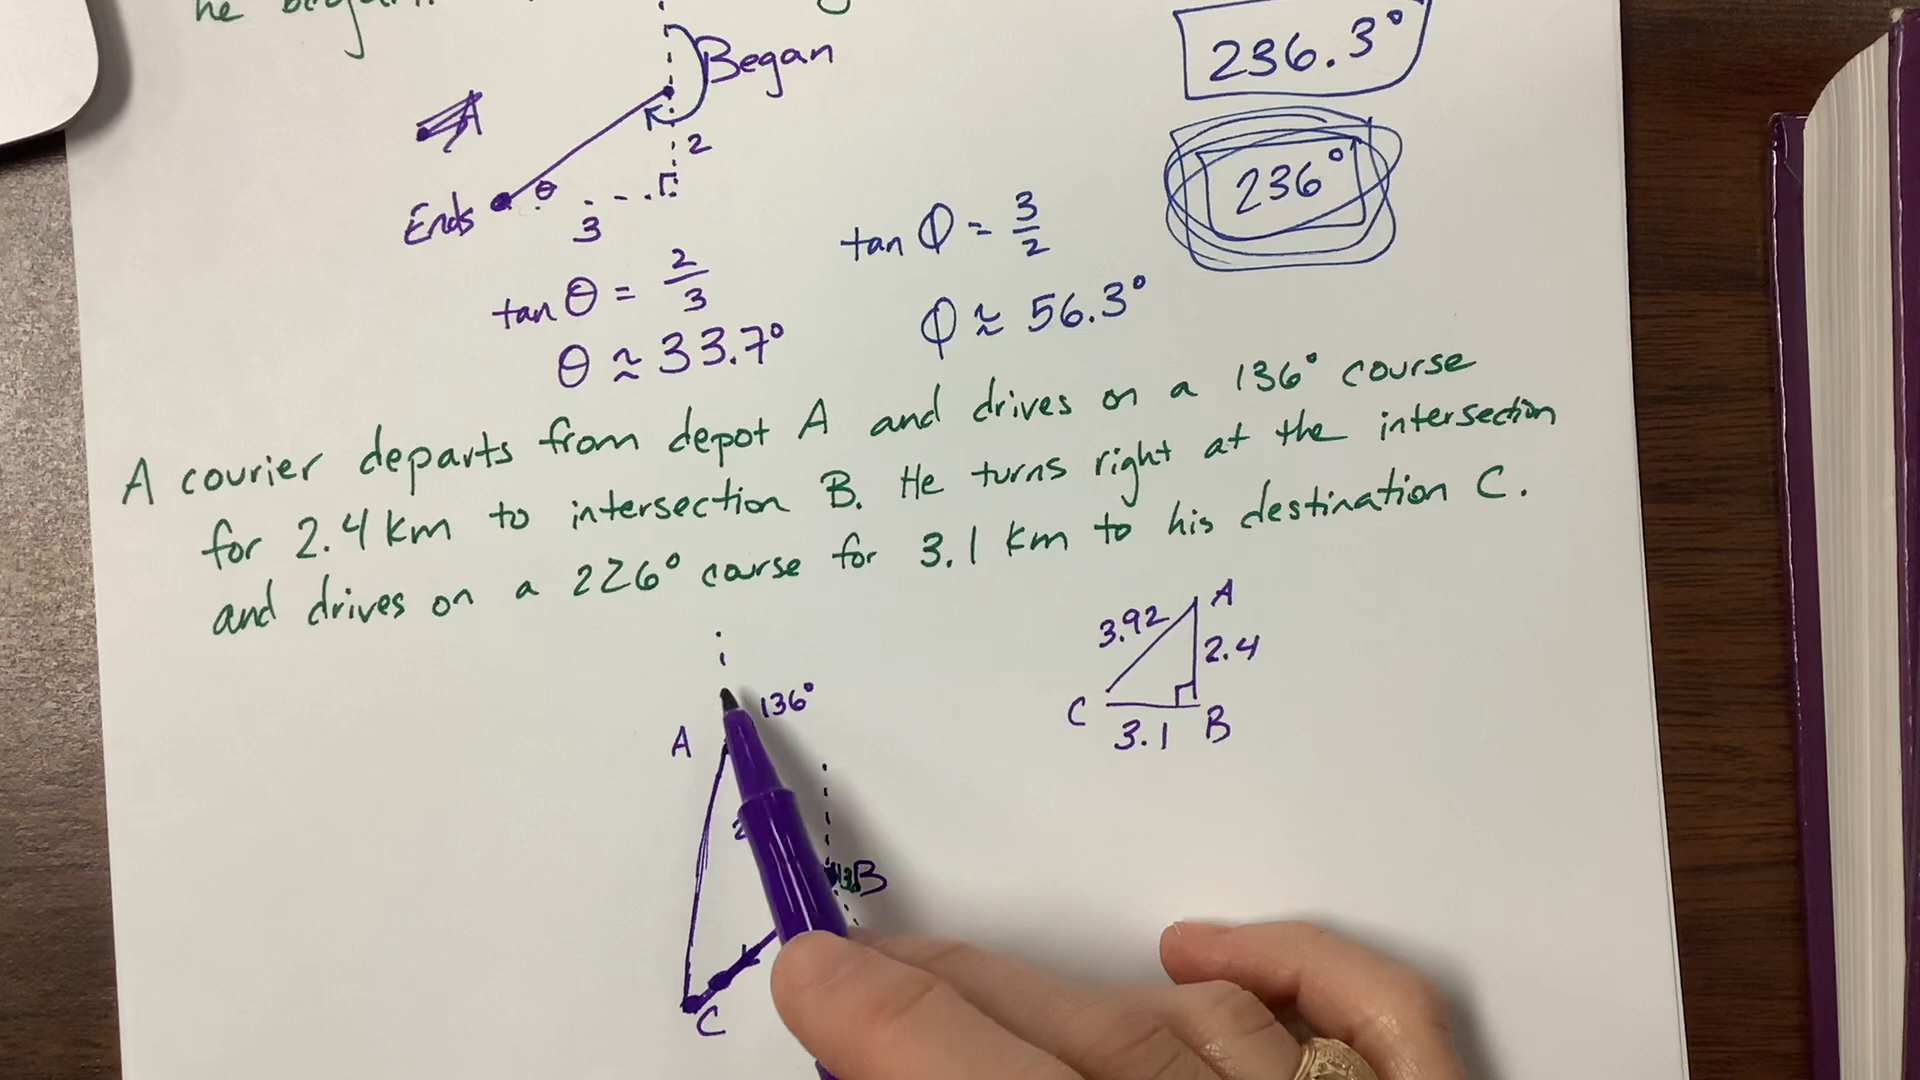 he began.
Began
236.3°
A
2
236°
θ
Ends
3
tan θ = 2/3
tan Φ = 3/2
θ ≈ 33.7°
Φ ≈ 56.3°
A courier departs from depot A and drives on a 136° course
for 2.4 km to intersection B. He turns right at the intersection
and drives on a 226° course for 3.1 km to his destination C.
136°
A
B
C
A
3.92
2.4
C
3.1
B